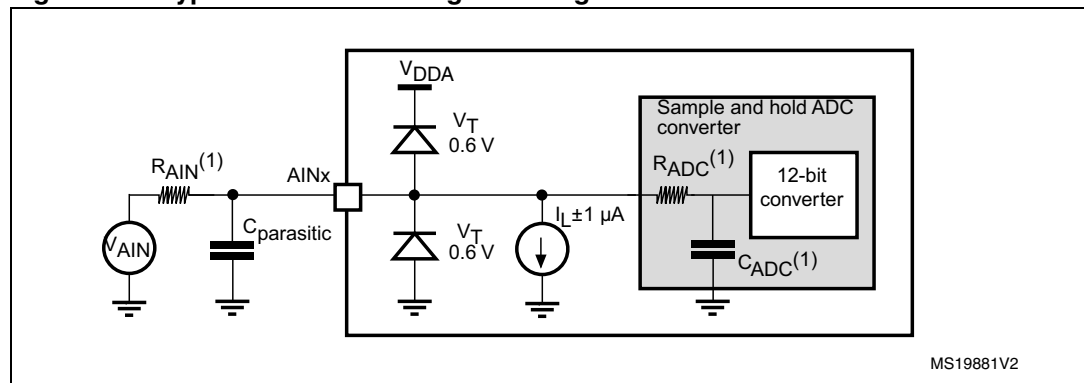 VDDA
Sample and hold ADC
converter
VT
0.6 V
RAIN(1)
AINx
RADC(1)
12-bit
converter
Cparasitic
VT
0.6 V
IL±1 µA
VAIN
CADC(1)
MS19881V2